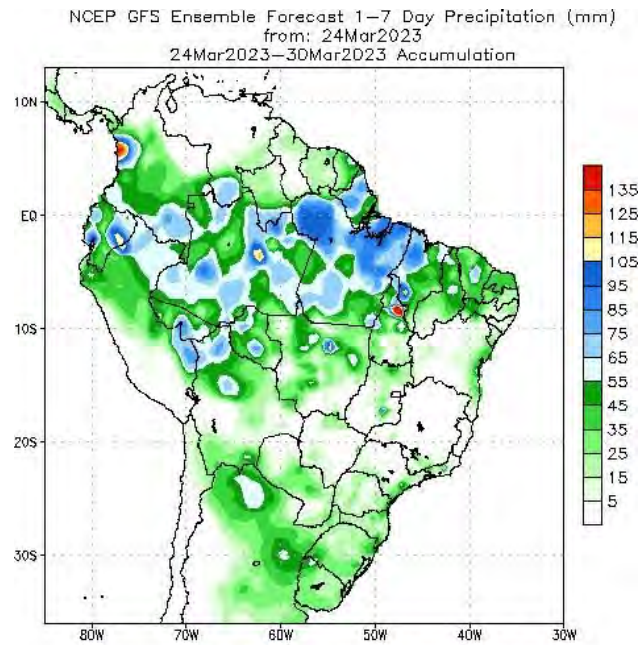 NCEP GFS Ensemble Forecast 1-7 Day Precipitation (mm)
from: 24Mar2023
24Mar2023-30Mar2023 Accumulation
10N
EQ
10S
20S
30S
80W 70W 60W 50W 40W 30W
135
125
115
105
95
85
75
65
55
45
35
25
15
5